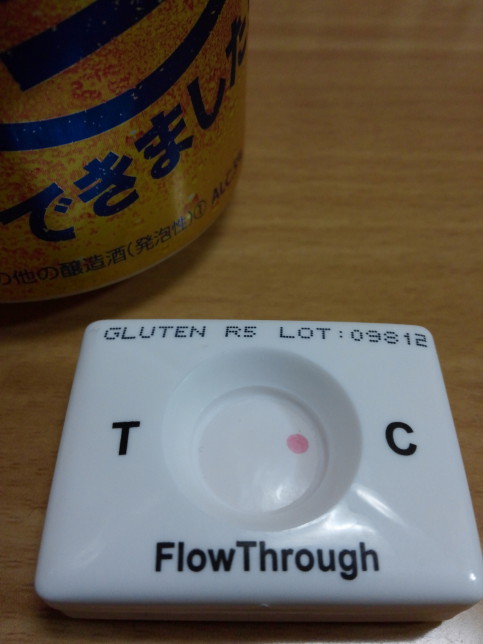 できました
の他の醸造酒(発泡性)① ALC.
GLUTEN R5 LOT:09812
T C
FlowThrough